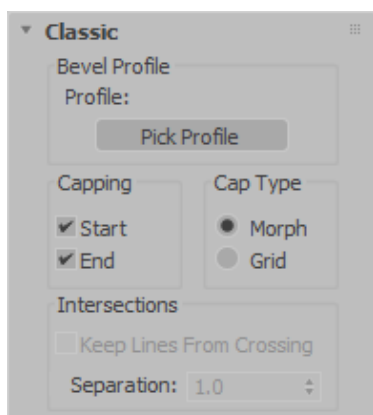 Classic
Bevel Profile
Profile:
Pick Profile
Capping
Cap Type
Start
Morph
End
Grid
Intersections
Keep Lines From Crossing
Separation: 1.0